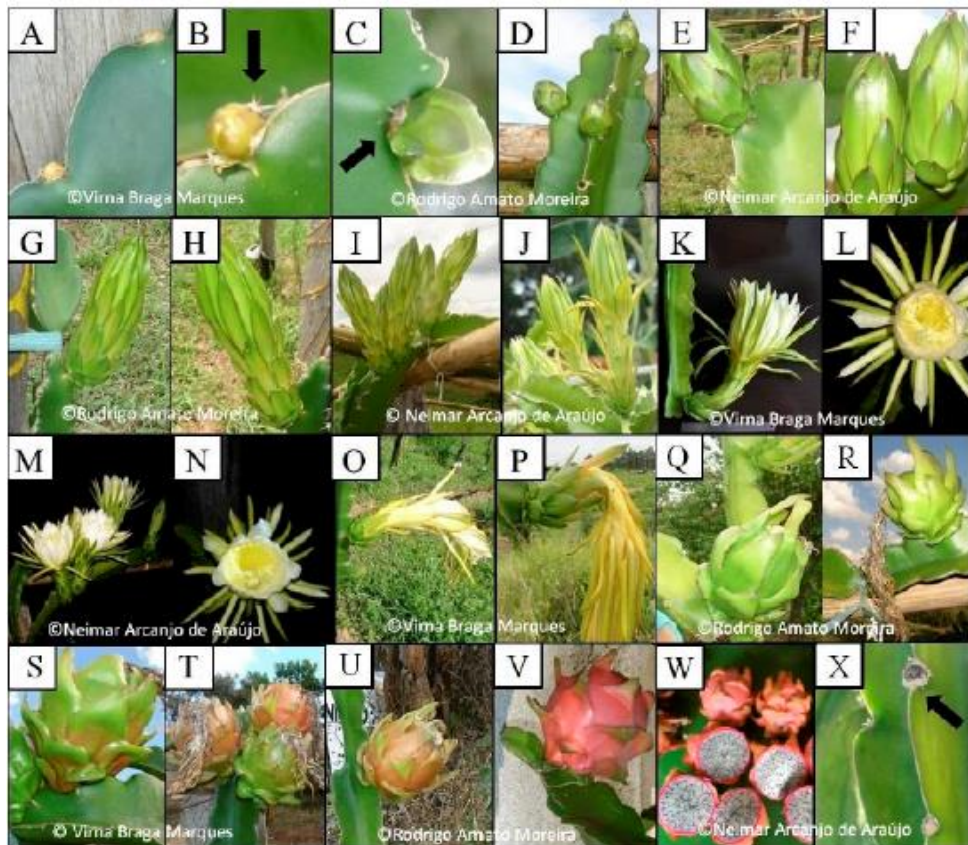 A B C D E F
©Virna Braga Marques ©Rodrigo Amato Moreira ©Neimar Arcanjo de Araújo
G H I J K L
©Rodrigo Amato Moreira © Neimar Arcanjo de Araújo ©Virna Braga Marques
M N O P Q R
©Neimar Arcanjo de Araújo ©Virna Braga Marques ©Rodrigo Amato Moreira
S T U V W X
© Virna Braga Marques ©Rodrigo Amato Moreira ©Neimar Arcanjo de Araújo